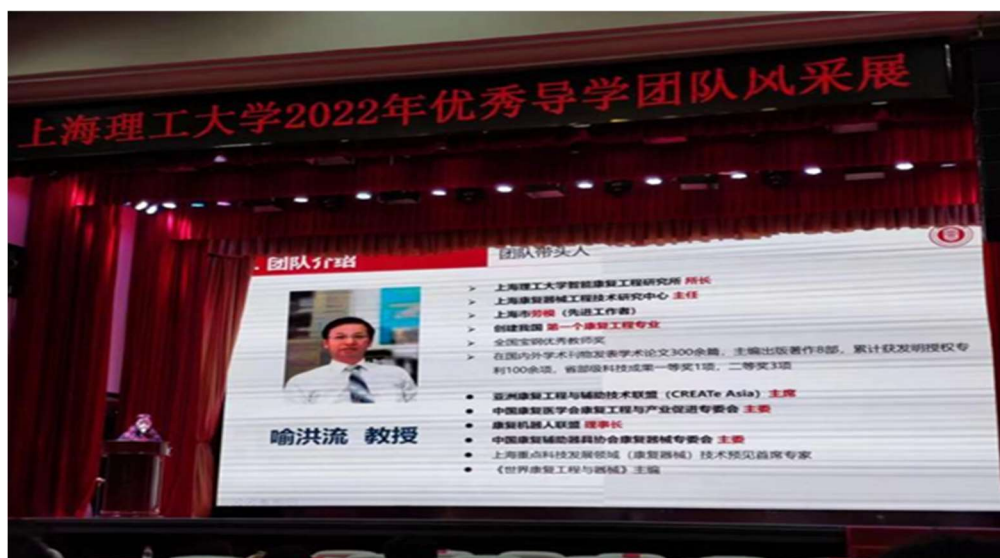 上海理工大学2022年优秀导学团队风采展
团队介绍
团队带头人
上海理工大学智能康复工程研究所 所长
上海康复器械工程技术研究中心 主任
上海市劳模（先进工作者）
创建我国 第一个康复工程专业
全国宝钢优秀教师奖
在国内外学术刊物发表学术论文300余篇，主编出版著作8部，累计获发明授权专
利100余项，省部级科技成果一等奖1项，二等奖3项
亚洲康复工程与辅助技术联盟（CREATe Asia）主席
中国康复医学会康复工程与产业促进专委会 主委
康复机器人联盟 理事长
中国康复辅助器具协会康复器械专委会 主委
上海重点科技发展领域（康复器械）技术预见首席专家
《世界康复工程与器械》主编
喻洪流 教授